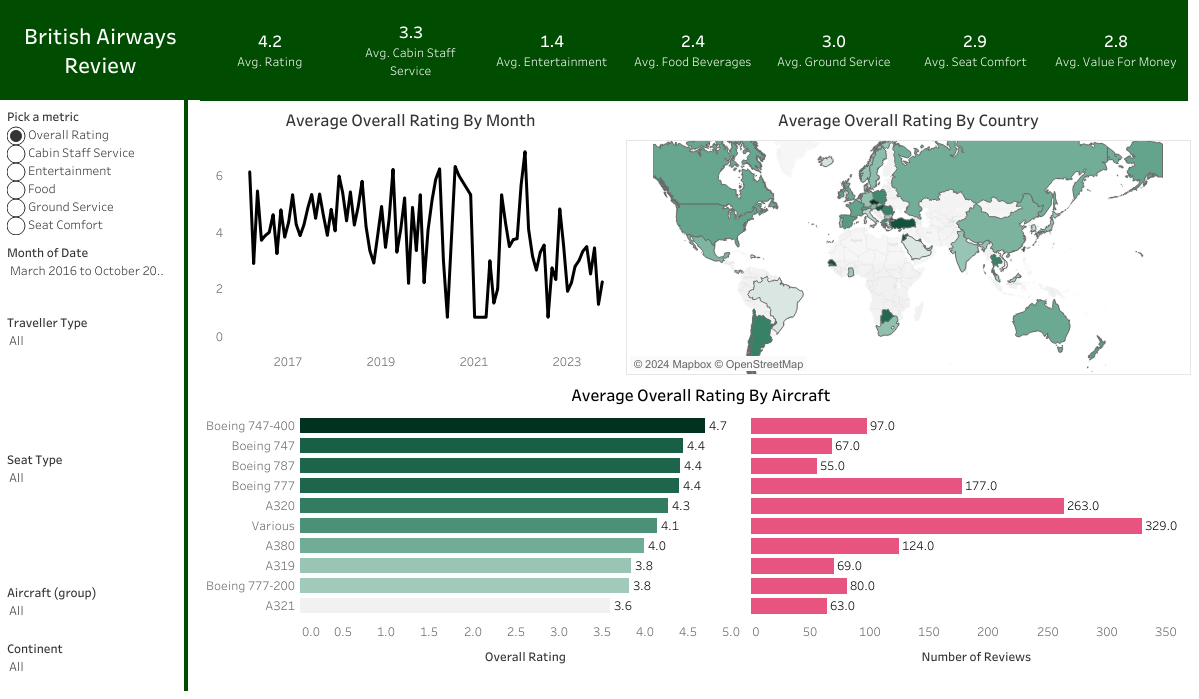 British Airways
Review
4.2
Avg. Rating
3.3
Avg. Cabin Staff
Service
1.4
Avg. Entertainment
2.4
Avg. Food Beverages
3.0
Avg. Ground Service
2.9
Avg. Seat Comfort
2.8
Avg. Value For Money
Pick a metric
Overall Rating
Cabin Staff Service
Entertainment
Food
Ground Service
Seat Comfort
Month of Date
March 2016 to October 20..
Traveller Type
All
Seat Type
All
Aircraft (group)
All
Continent
All
Average Overall Rating By Month
6
4
2
0
2017 2019 2021 2023
Average Overall Rating By Country
© 2024 Mapbox © OpenStreetMap
Average Overall Rating By Aircraft
Boeing 747-400 4.7 97.0
Boeing 747 4.4 67.0
Boeing 787 4.4 55.0
Boeing 777 4.4 177.0
A320 4.3 263.0
Various 4.1 329.0
A380 4.0 124.0
A319 3.8 69.0
Boeing 777-200 3.8 80.0
A321 3.6 63.0
0.0 0.5 1.0 1.5 2.0 2.5 3.0 3.5 4.0 4.5 5.0 0 50 100 150 200 250 300 350
Overall Rating Number of Reviews